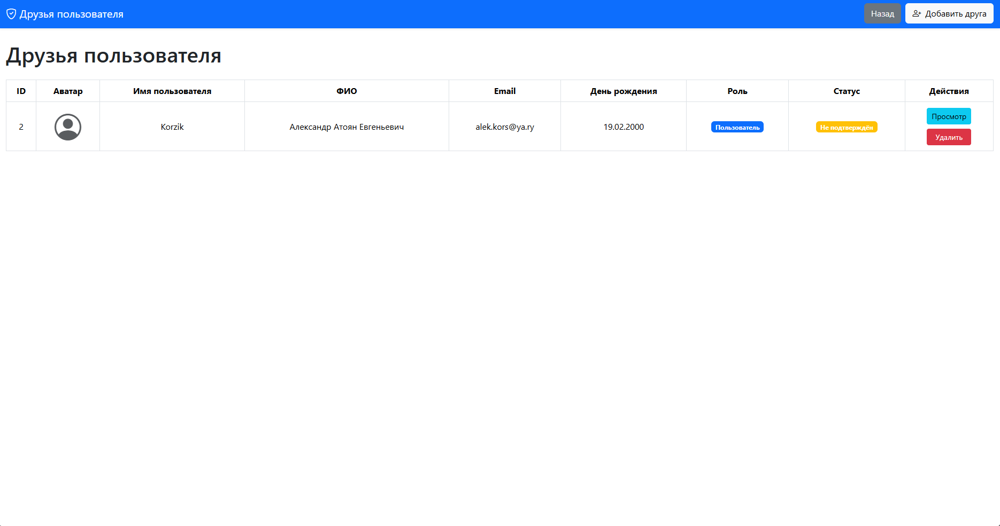 Друзья пользователя
Назад
Добавить друга
Друзья пользователя
ID Аватар Имя пользователя ФИО Email День рождения Роль Статус Действия
2 Korzik Александр Атоян Евгеньевич alek.kors@ya.ry 19.02.2000 Пользователь Не подтверждён Просмотр
Удалить